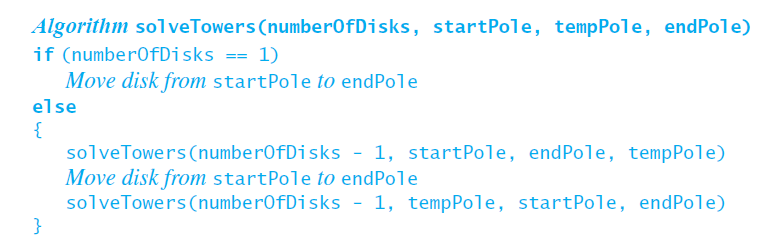 Algorithm solveTowers(numberOfDisks, startPole, tempPole, endPole)
if (numberOfDisks == 1)
Move disk from startPole to endPole
else
{
solveTowers(numberOfDisks - 1, startPole, endPole, tempPole)
Move disk from startPole to endPole
solveTowers(numberOfDisks - 1, tempPole, startPole, endPole)
}